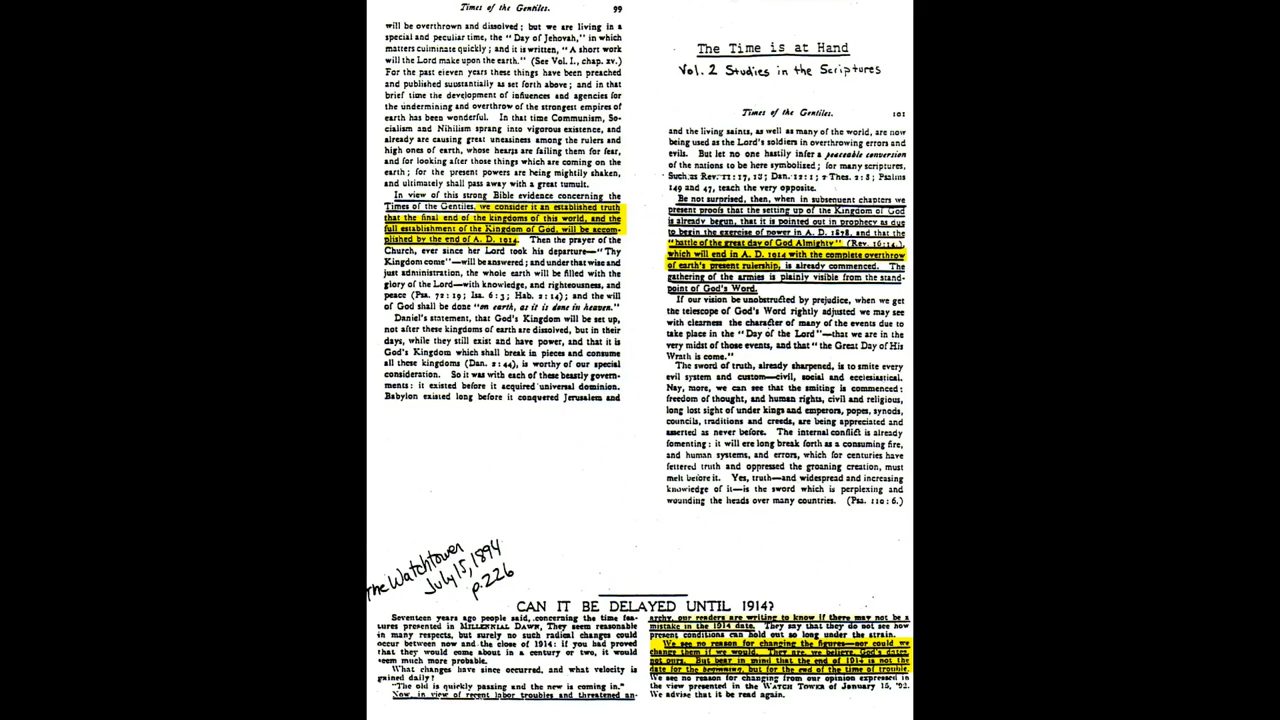 Times of the Gentiles. 99
will be overthrown and dissolved; but we are living in a
special and peculiar time, the "Day of Jehovah," in which
matters culminate quickly; and it is written, "A short work
will the Lord make upon the earth." (See Vol. I., chap. xv.)
For the past eleven years these things have been preached
and published substantially as set forth above; and in that
brief time the development of influences and agencies for
the undermining and overthrow of the strongest empires of
earth has been wonderful. In that time Communism, So-
cialism and Nihilism sprang into vigorous existence, and
already are causing great uneasiness among the rulers and
high ones of earth, whose hearts are failing them for fear,
and for looking after those things which are coming on the
earth; for the present powers are being mightily shaken,
and ultimately shall pass away with a great tumult.
In view of this strong Bible evidence concerning the
Times of the Gentiles, we consider it an established truth
that the final end of the kingdoms of this world, and the
full establishment of the Kingdom of God, will be accom-
plished by the end of A. D. 1914. Then the prayer of the
Church, ever since her Lord took his departure—"Thy
Kingdom come"—will be answered; and under that wise and
just administration, the whole earth will be filled with the
glory of the Lord—with knowledge, and righteousness, and
peace (Psa. 72:19; Isa. 6:3; Hab. 2:14); and the will
of God shall be done "on earth, as it is done in heaven."
Daniel's statement, that God's Kingdom will be set up,
not after these kingdoms of earth are dissolved, but in their
days, while they still exist and have power, and that it is
God's Kingdom which shall break in pieces and consume
all these kingdoms (Dan. 2:44), is worthy of our special
consideration. So it was with each of these beastly govern-
ments: it existed before it acquired universal dominion.
Babylon existed long before it conquered Jerusalem and
The Time is at Hand
Vol. 2 Studies in the Scriptures
Times of the Gentiles. 101
and the living saints, as well as many of the world, are now
being used as the Lord's soldiers in overthrowing errors and
evils. But let no one hastily infer a peaceable conversion
of the nations to be here symbolized; for many scriptures,
Such as Rev. 11:17, 18; Dan. 12:1; 2 Thes. 2:8; Psalms
149 and 47, teach the very opposite.
Be not surprised, then, when in subsequent chapters we
present proofs that the setting up of the Kingdom of God
is already begun, that it is pointed out in prophecy as due
to begin the exercise of power in A. D. 1878, and that the
"battle of the great day of God Almighty" (Rev. 16:14.),
which will end in A. D. 1914 with the complete overthrow
of earth's present rulership, is already commenced. The
gathering of the armies is plainly visible from the stand-
point of God's Word.
If our vision be unobstructed by prejudice, when we get
the telescope of God's Word rightly adjusted we may see
with clearness the character of many of the events due to
take place in the "Day of the Lord"—that we are in the
very midst of those events, and that "the Great Day of His
Wrath is come."
The sword of truth, already sharpened, is to smite every
evil system and custom—civil, social and ecclesiastical.
Nay, more, we can see that the smiting is commenced:
freedom of thought, and human rights, civil and religious,
long lost sight of under kings and emperors, popes, synods,
councils, traditions and creeds, are being appreciated and
asserted as never before. The internal conflict is already
fomenting: it will ere long break forth as a consuming fire,
and human systems, and errors, which for centuries have
fettered truth and oppressed the groaning creation, must
melt before it. Yes, truth—and widespread and increasing
knowledge of it—is the sword which is perplexing and
wounding the heads over many countries. (Psa. 110:6.)
The Watchtower
July 15, 1894
p. 226
CAN IT BE DELAYED UNTIL 1914?
Seventeen years ago people said, concerning the time fea-
tures presented in MILLENNIAL DAWN, They seem reasonable
in many respects, but surely no such radical changes could
occur between now and the close of 1914: if you had proved
that they would come about in a century or two, it would
seem much more probable.
What changes have since occurred, and what velocity is
gained daily?
"The old is quickly passing and the new is coming in."
Now, in view of recent labor troubles and threatened an-
archy, our readers are writing to know if there may not be a
mistake in the 1914 date. They say that they do not see how
present conditions can hold out so long under the strain.
We see no reason for changing the figures—nor could we
change them if we would. They are, we believe, God's dates,
not ours. But bear in mind that the end of 1914 is not the
date for the beginning, but for the end of the time of trouble.
We see no reason for changing from our opinion expressed in
the view presented in the WATCH TOWER of January 15, '92.
We advise that it be read again.